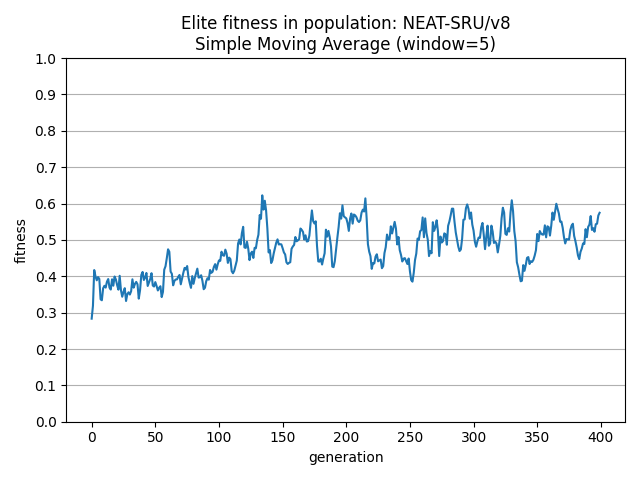 Elite fitness in population: NEAT-SRU/v8
Simple Moving Average (window=5)
1.0
0.9
0.8
0.7
0.6
0.5
0.4
0.3
0.2
0.1
0.0
fitness
0 50 100 150 200 250 300 350 400
generation